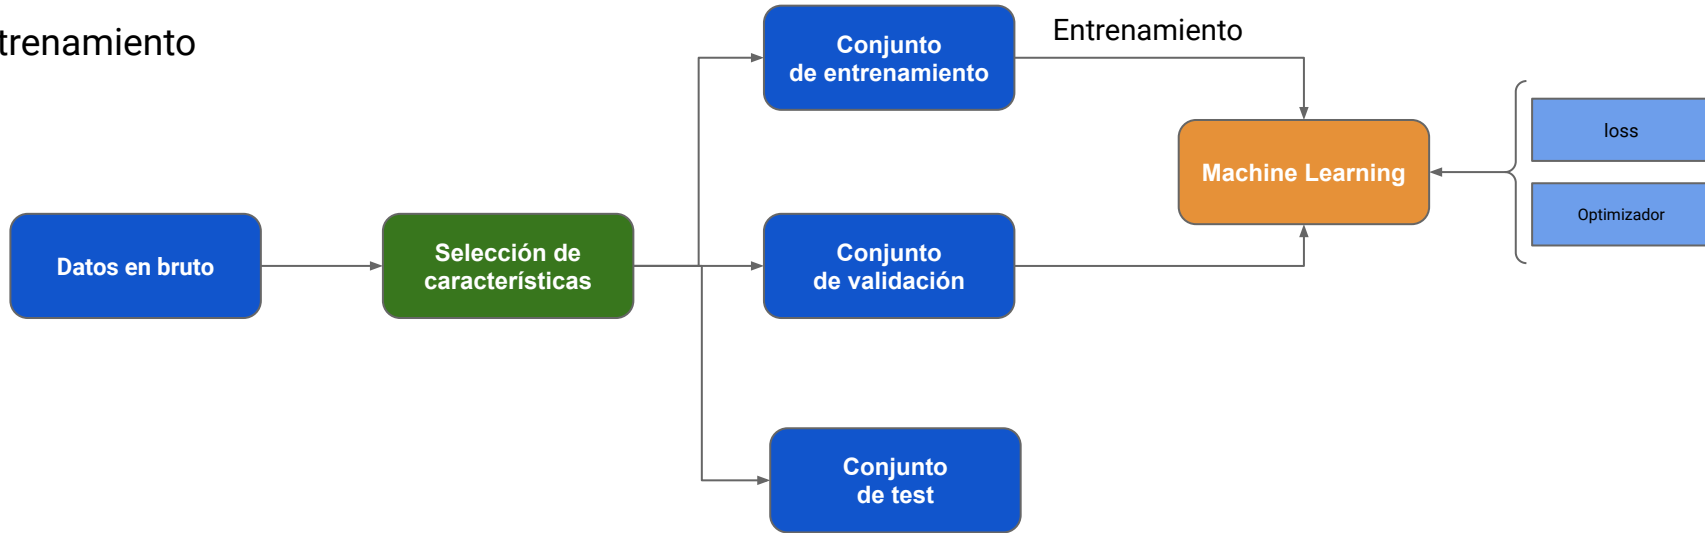 trenamiento
Conjunto
de entrenamiento
Entrenamiento
loss
Machine Learning
Optimizador
Datos en bruto
Selección de
características
Conjunto
de validación
Conjunto
de test